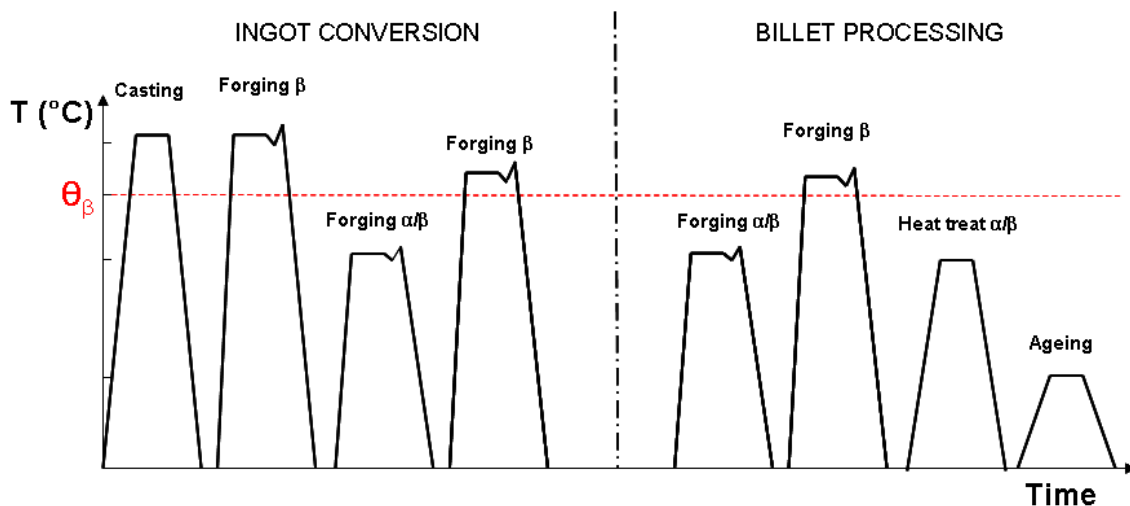 INGOT CONVERSION
BILLET PROCESSING
Casting
Forging β
T (°C)
Forging β
Forging β
θβ
Forging α/β
Forging α/β
Heat treat α/β
Ageing
Time